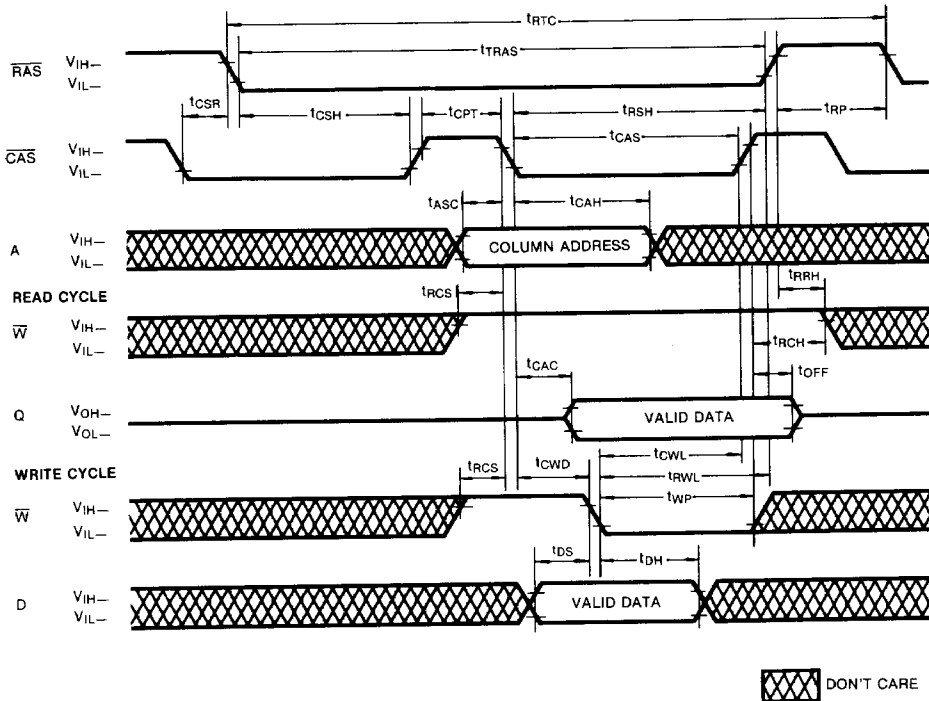 tRTC
tTRAS
RAS VIH—
VIL—
tCSR tCSH tCPT tRSH tRP
tCAS
CAS VIH—
VIL—
tASC tCAH
A VIH—
VIL—
COLUMN ADDRESS
tRRH
READ CYCLE
tRCS
W VIH—
VIL—
tRCH
tCAC tOFF
Q VOH—
VOL—
VALID DATA
tCWL
WRITE CYCLE
tRCS tCWD tRWL
tWP
W VIH—
VIL—
tDS tDH
D VIH—
VIL—
VALID DATA
DON'T CARE